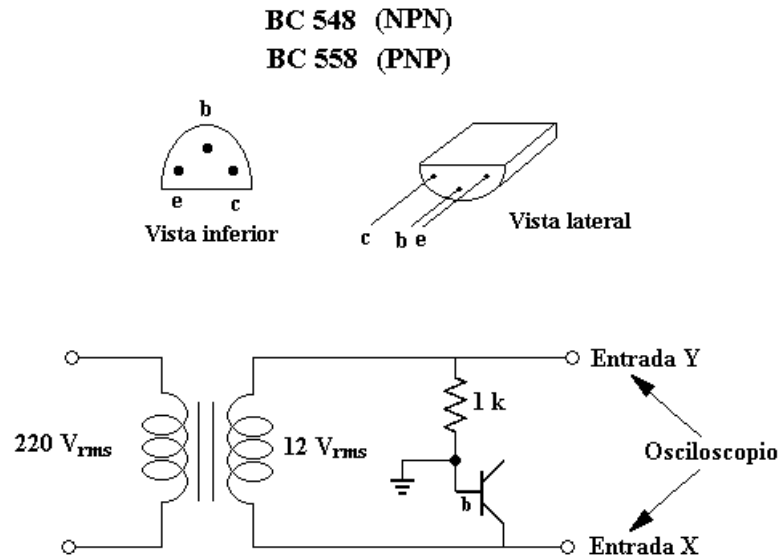 BC 548 (NPN)
BC 558 (PNP)
b
e c
Vista inferior
c b e
Vista lateral
Entrada Y
1 k
220 Vrms
12 Vrms
Osciloscopio
b
Entrada X